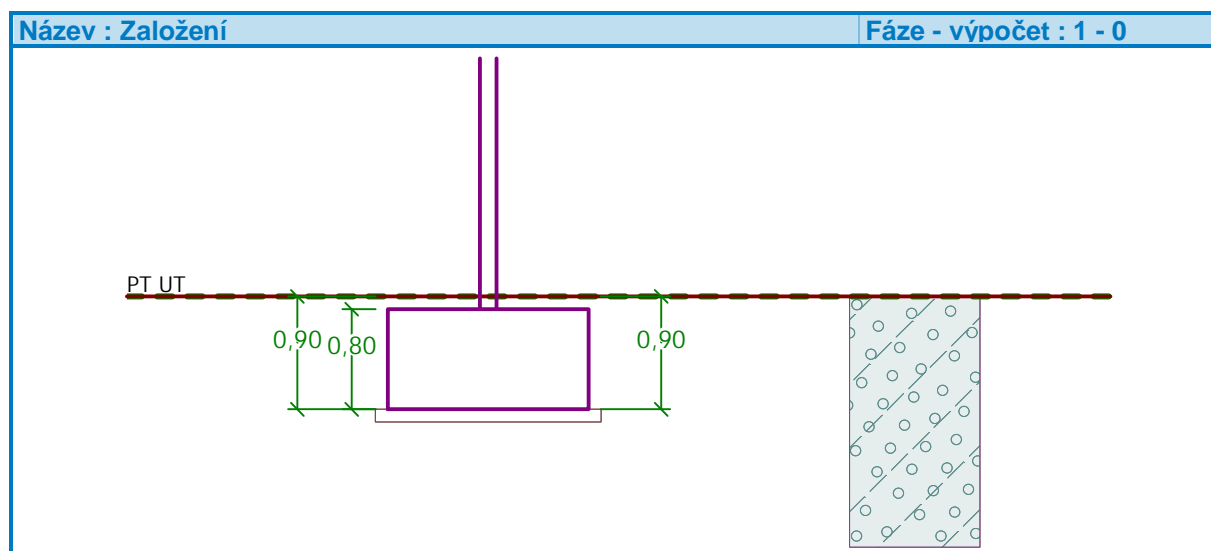 Název : Založení
Fáze - výpočet : 1 - 0
PT UT
0,90
0,80
0,90